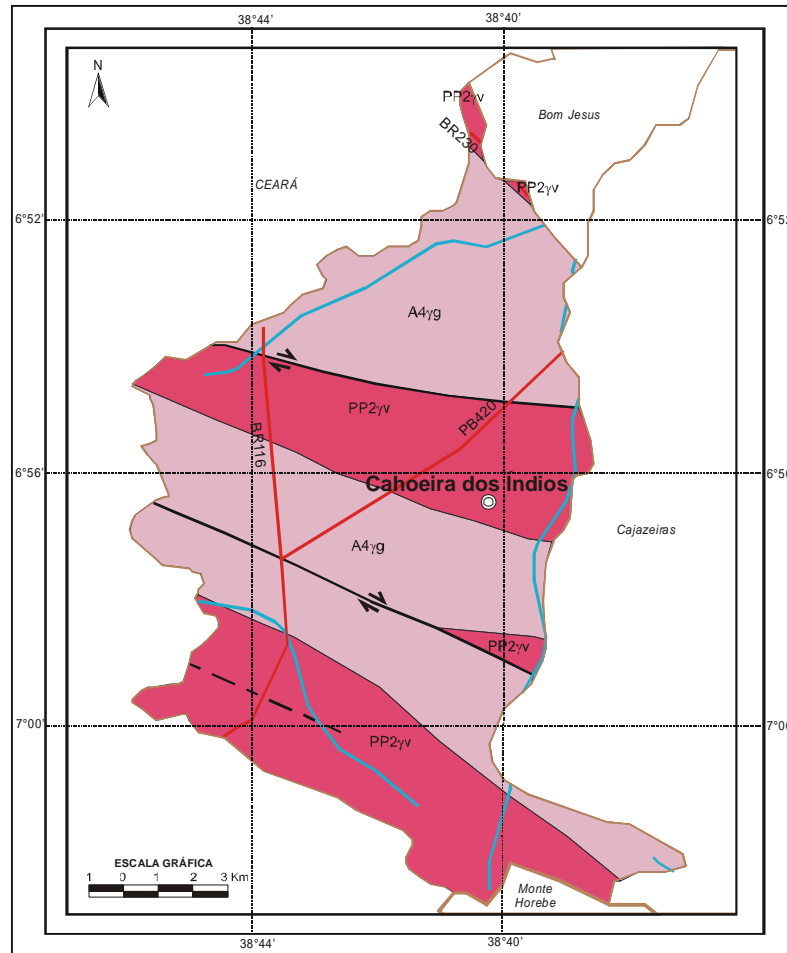 38°44' 38°40'
N
PP2γv
Bom Jesus
BR230
CEARÁ
PP2γv
6°52' 6°52
A4γg
PP2γv
PB420
BR116
6°56' 6°50
Cahoeira dos Indios
Cajazeiras
A4γg
PP2γv
7°00' 7°00
PP2γv
ESCALA GRÁFICA
1 0 1 2 3 Km
Monte
Horebe
38°44' 38°40'